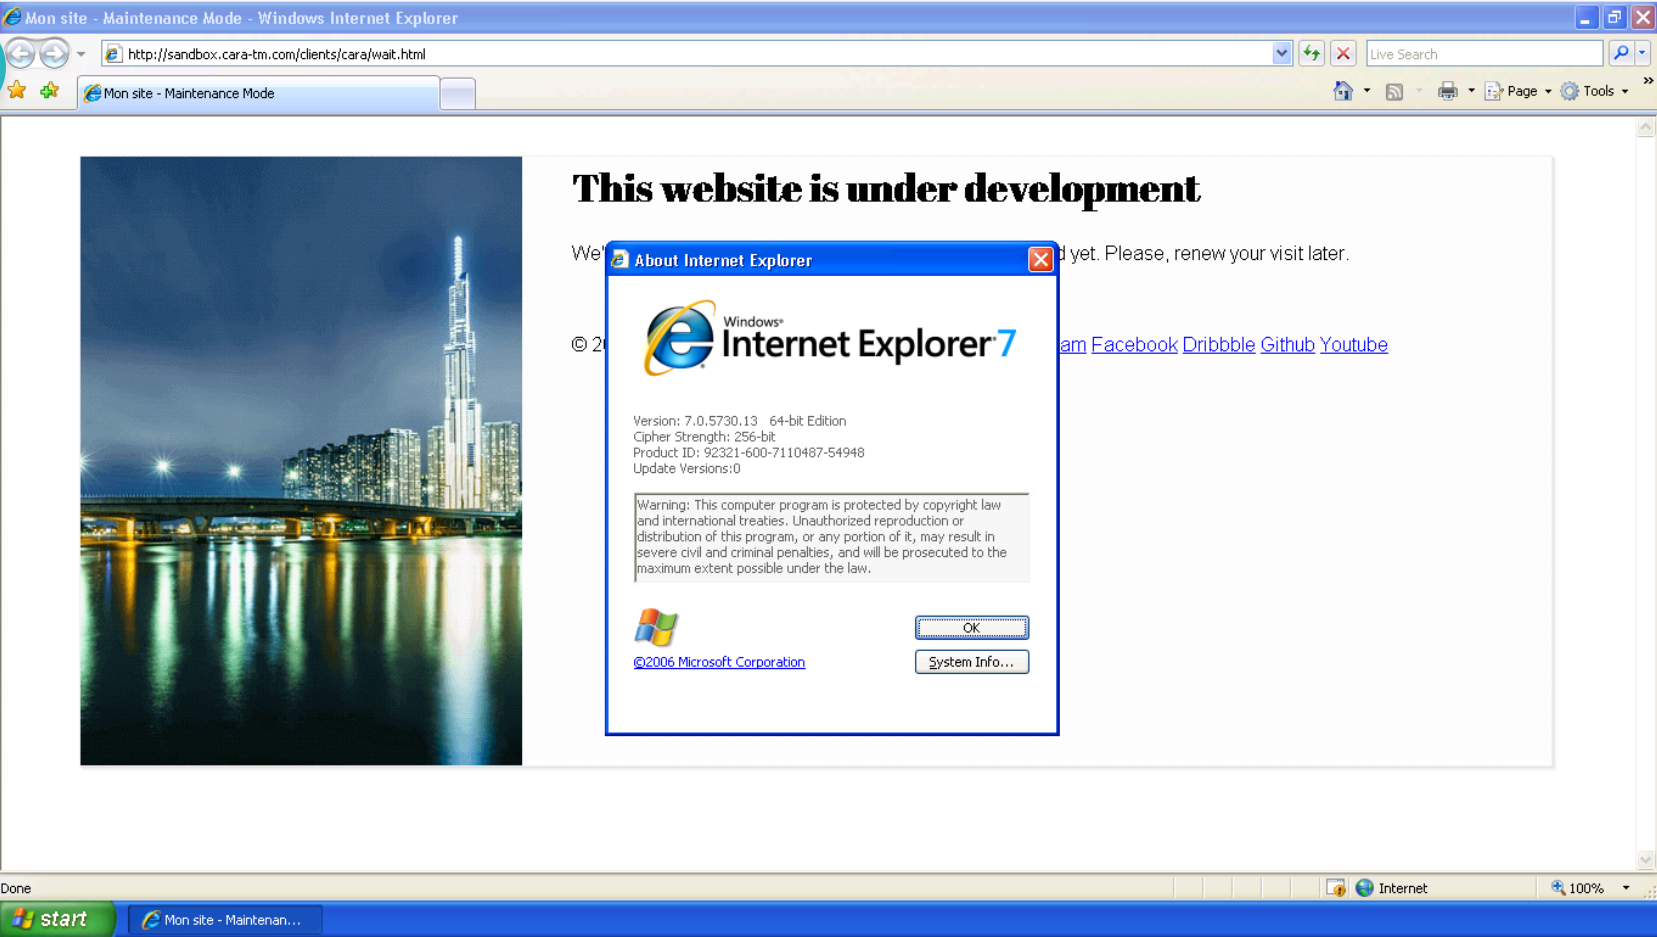 Mon site - Maintenance Mode - Windows Internet Explorer
http://sandbox.cara-tm.com/clients/cara/wait.html
Live Search
Mon site - Maintenance Mode
Page
Tools
»
This website is under development
We'
d yet. Please, renew your visit later.
© 2
am Facebook Dribbble Github Youtube
About Internet Explorer
Windows®
Internet Explorer 7
Version: 7.0.5730.13 64-bit Edition
Cipher Strength: 256-bit
Product ID: 92321-600-7110487-54948
Update Versions:0
Warning: This computer program is protected by copyright law
and international treaties. Unauthorized reproduction or
distribution of this program, or any portion of it, may result in
severe civil and criminal penalties, and will be prosecuted to the
maximum extent possible under the law.
OK
©2006 Microsoft Corporation
System Info...
Done
Internet
100%
start
Mon site - Maintenan...